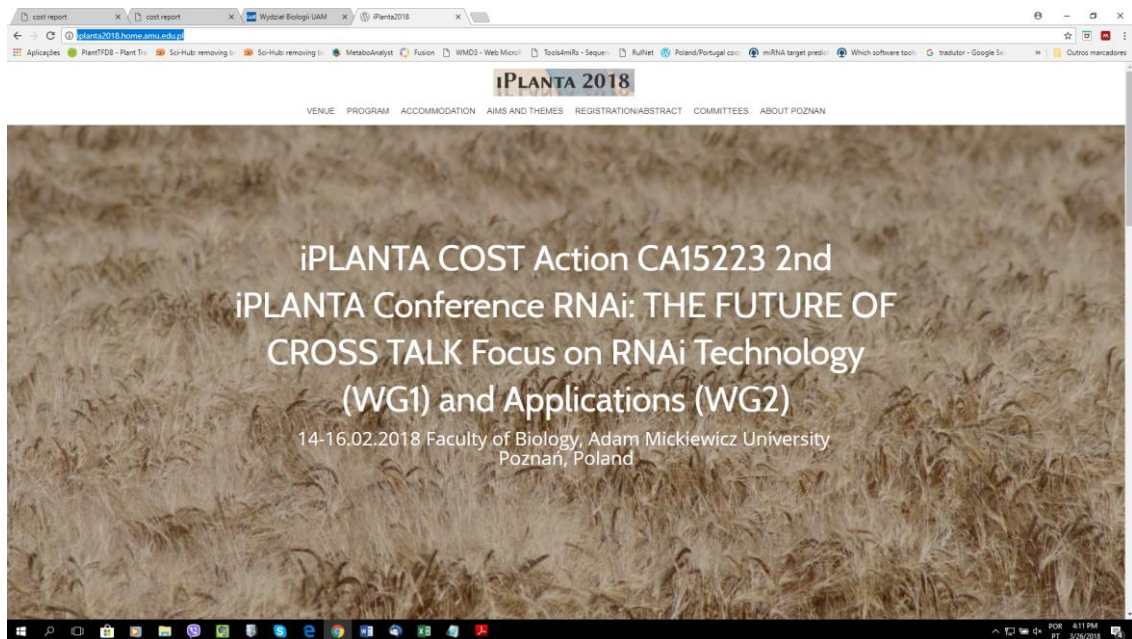 cost report
cost report
Wydział Biologii UAM
iPlanta2018
iplanta2018.home.amu.edu.pl
Aplicações PlantTFDB - Plant Tra Sci-Hub: removing b Sci-Hub: removing b MetaboAnalyst Fusion WMD3 - Web Micro Tools4miRs - Sequen RulNet Poland/Portugal coo miRNA target predic Which software tool tradutor - Google Se Outros marcadores
iPLANTA 2018
VENUE PROGRAM ACCOMMODATION AIMS AND THEMES REGISTRATION/ABSTRACT COMMITTEES ABOUT POZNAN
iPLANTA COST Action CA15223 2nd
iPLANTA Conference RNAi: THE FUTURE OF
CROSS TALK Focus on RNAi Technology
(WG1) and Applications (WG2)
14-16.02.2018 Faculty of Biology, Adam Mickiewicz University
Poznań, Poland
POR 4:11 PM
PT 3/26/2018